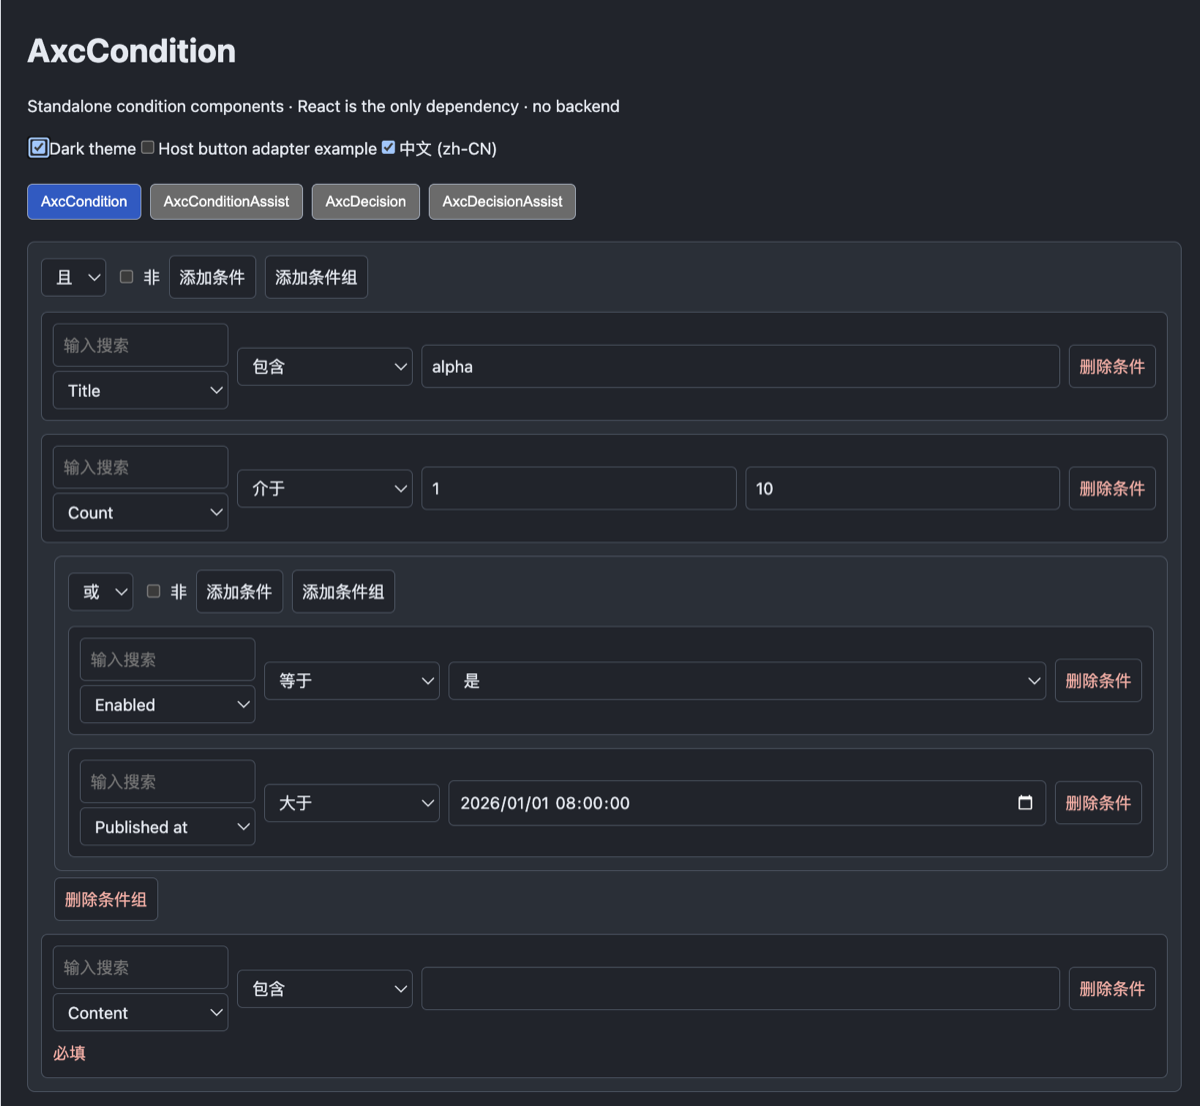 AxcCondition
Standalone condition components · React is the only dependency · no backend
Dark theme Host button adapter example 中文 (zh-CN)
AxcCondition AxcConditionAssist AxcDecision AxcDecisionAssist
且 非 添加条件 添加条件组
输入搜索
Title 包含 alpha 删除条件
输入搜索
Count 介于 1 10 删除条件
或 非 添加条件 添加条件组
输入搜索
Enabled 等于 是 删除条件
输入搜索
Published at 大于 2026/01/01 08:00:00 删除条件
删除条件组
输入搜索
Content 包含 删除条件
必填